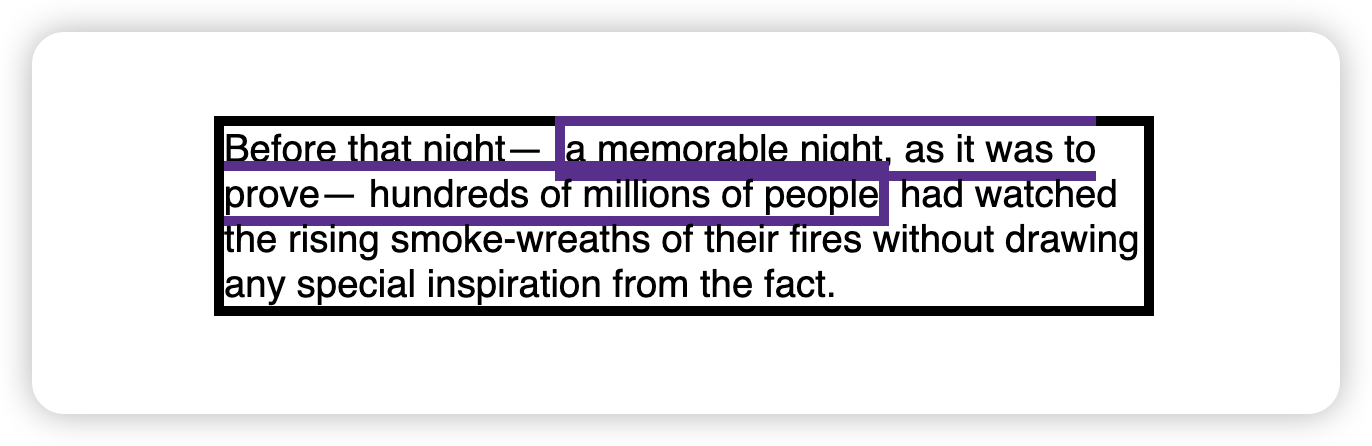 Before that night— a memorable night, as it was to
prove— hundreds of millions of people had watched
the rising smoke-wreaths of their fires without drawing
any special inspiration from the fact.